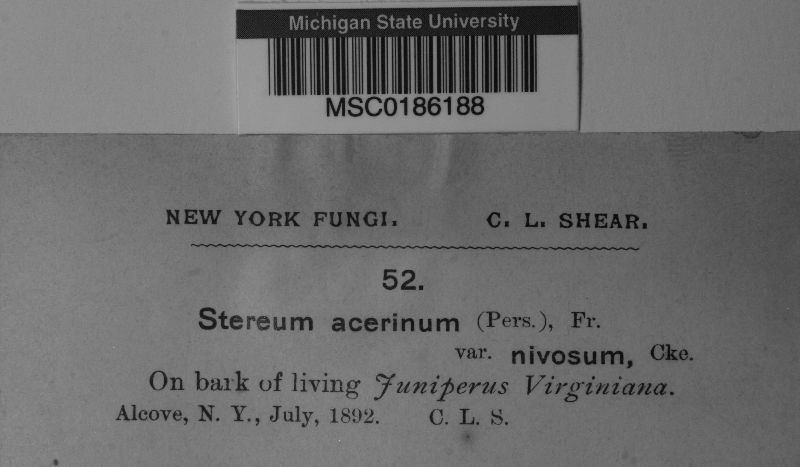 Michigan State University
MSC0186188
NEW YORK FUNGI. C. L. SHEAR.
52.
Stereum acerinum (Pers.), Fr.
var. nivosum, Cke.
On bark of living Juniperus Virginiana.
Alcove, N. Y., July, 1892. C. L. S.